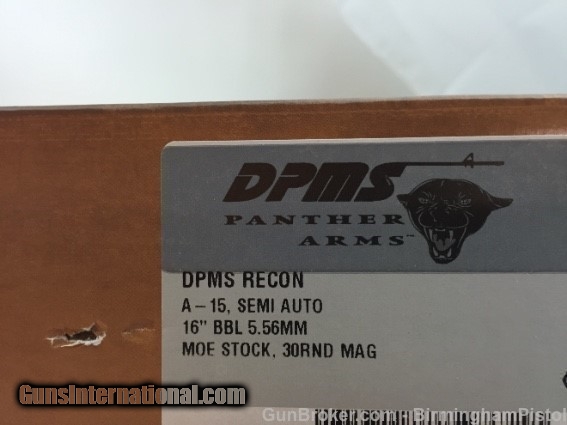 DPMS
PANTHER
ARMS™
DPMS RECON
A-15, SEMI AUTO
16" BBL 5.56MM
MOE STOCK, 30RND MAG
GunsInternational.com
GunBroker.com - BirminghamPistol